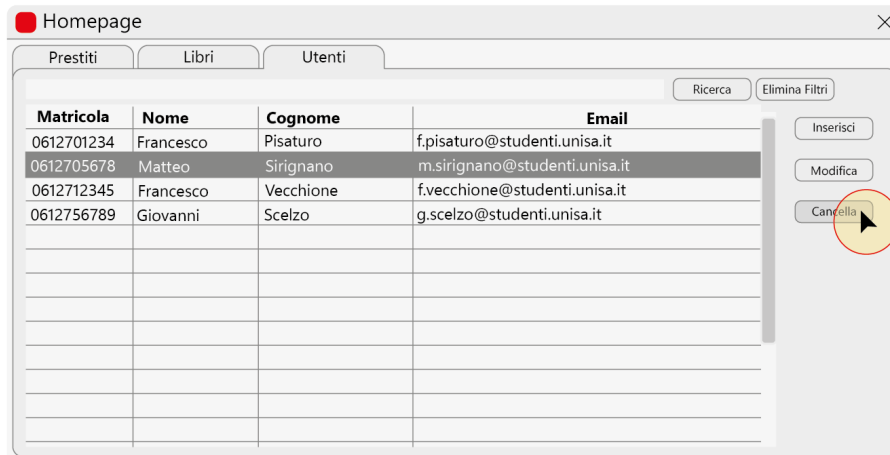 Homepage
Prestiti Libri Utenti
Ricerca Elimina Filtri
Matricola Nome Cognome Email
0612701234 Francesco Pisaturo f.pisaturo@studenti.unisa.it
0612705678 Matteo Sirignano m.sirignano@studenti.unisa.it
0612712345 Francesco Vecchione f.vecchione@studenti.unisa.it
0612756789 Giovanni Scelzo g.scelzo@studenti.unisa.it
Inserisci
Modifica
Cancella